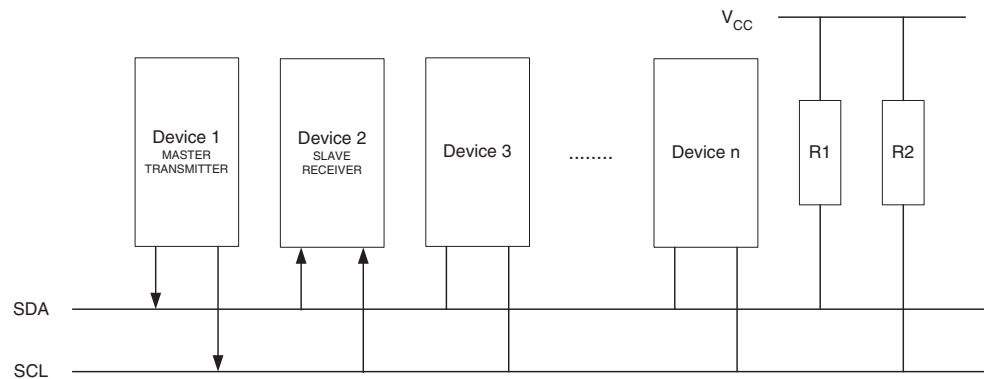 VCC
Device 1
MASTER
TRANSMITTER
Device 2
SLAVE
RECEIVER
Device 3
........
Device n
R1
R2
SDA
SCL